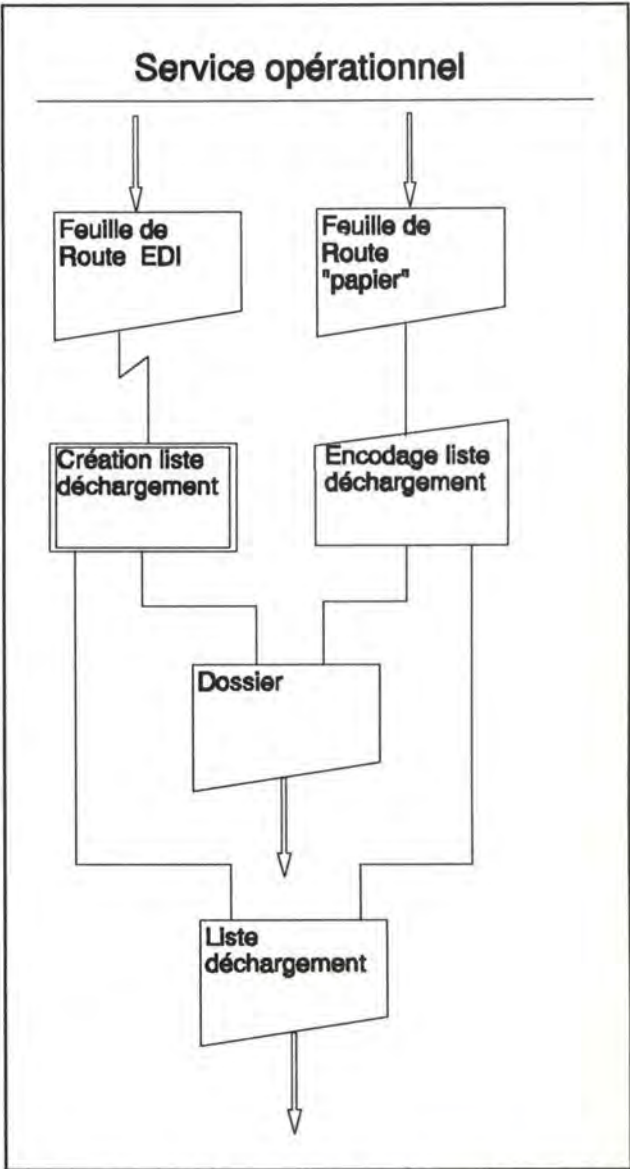 Service opérationnel
Feuille de
Route EDI
Feuille de
Route
"papier"
Création liste
déchargement
Encodage liste
déchargement
Dossier
Liste
déchargement